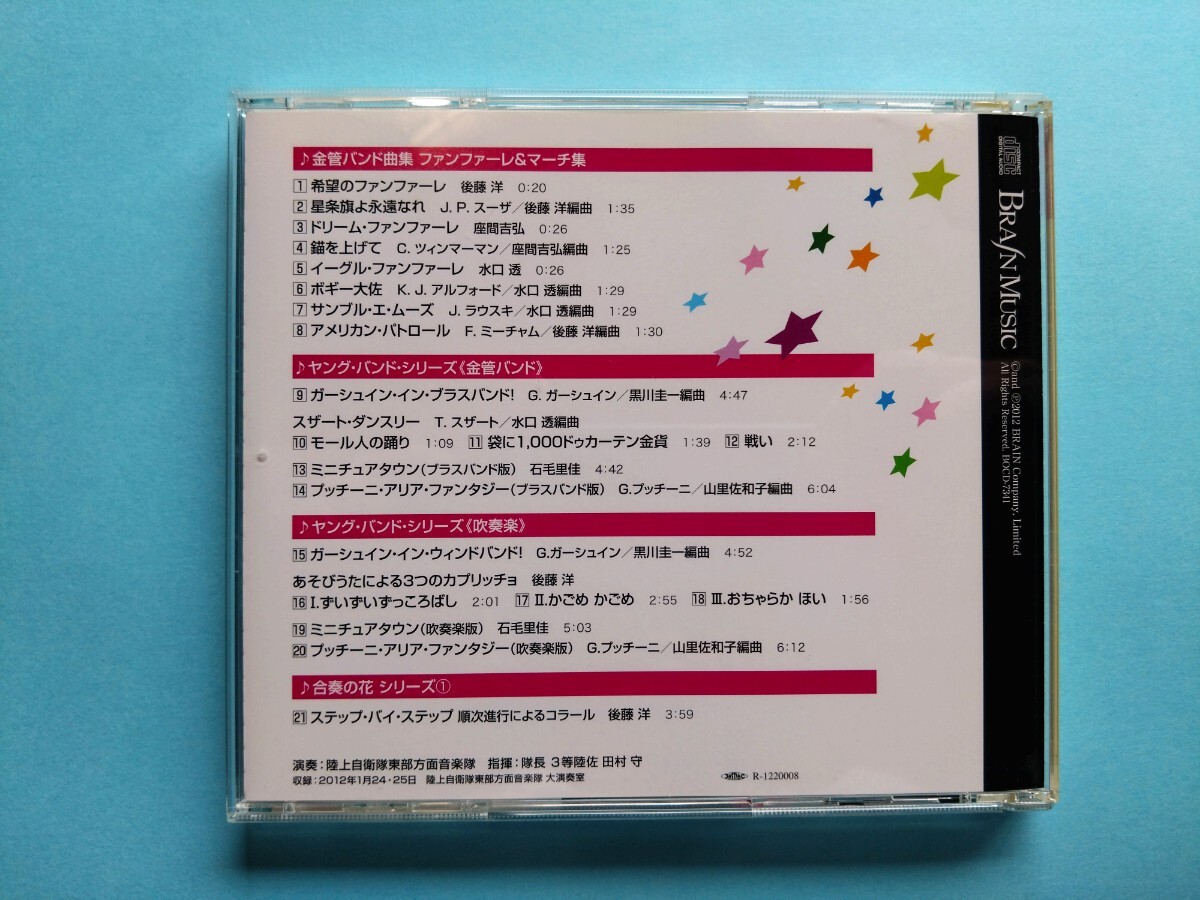 ♪金管バンド曲集 ファンファーレ&マーチ集
1 希望のファンファーレ 後藤 洋 0:20
2 星条旗よ永遠なれ J. P. スーザ／後藤 洋編曲 1:35
3 ドリーム・ファンファーレ 座間吉弘 0:26
4 錨を上げて C. ツィンマーマン／座間吉弘編曲 1:25
5 イーグル・ファンファーレ 水口 透 0:26
6 ボギー大佐 K. J. アルフォード／水口 透編曲 1:29
7 サンブル・エ・ムーズ J. ラウスキ／水口 透編曲 1:29
8 アメリカン・パトロール F. ミーチャム／後藤 洋編曲 1:30
♪ヤング・バンド・シリーズ《金管バンド》
9 ガーシュイン・イン・ブラスバンド! G. ガーシュイン／黒川圭一編曲 4:47
スザート・ダンスリー T. スザート／水口 透編曲
10 モール人の踊り 1:09 11 袋に1,000ドゥカーテン金貨 1:39 12 戦い 2:12
13 ミニチュアタウン(ブラスバンド版) 石毛里佳 4:42
14 プッチーニ・アリア・ファンタジー(ブラスバンド版) G.プッチーニ／山里佐和子編曲 6:04
♪ヤング・バンド・シリーズ《吹奏楽》
15 ガーシュイン・イン・ウィンドバンド! G.ガーシュイン／黒川圭一編曲 4:52
あそびうたによる3つのカプリッチョ 後藤 洋
16 I.ずいずいずっころばし 2:01 17 II.かごめ かごめ 2:55 18 III.おちゃらか ほい 1:56
19 ミニチュアタウン(吹奏楽版) 石毛里佳 5:03
20 プッチーニ・アリア・ファンタジー(吹奏楽版) G.プッチーニ／山里佐和子編曲 6:12
♪合奏の花 シリーズ①
21 ステップ・バイ・ステップ 順次進行によるコラール 後藤 洋 3:59
演奏:陸上自衛隊東部方面音楽隊 指揮:隊長 3等陸佐 田村 守
収録:2012年1月24・25日 陸上自衛隊東部方面音楽隊 大演奏室
R-1220008
COMPACT
disc
DIGITAL AUDIO
BRAIN MUSIC
©and ℗2012 BRAIN Company, Limited
All Rights Reserved. BOCD-7341